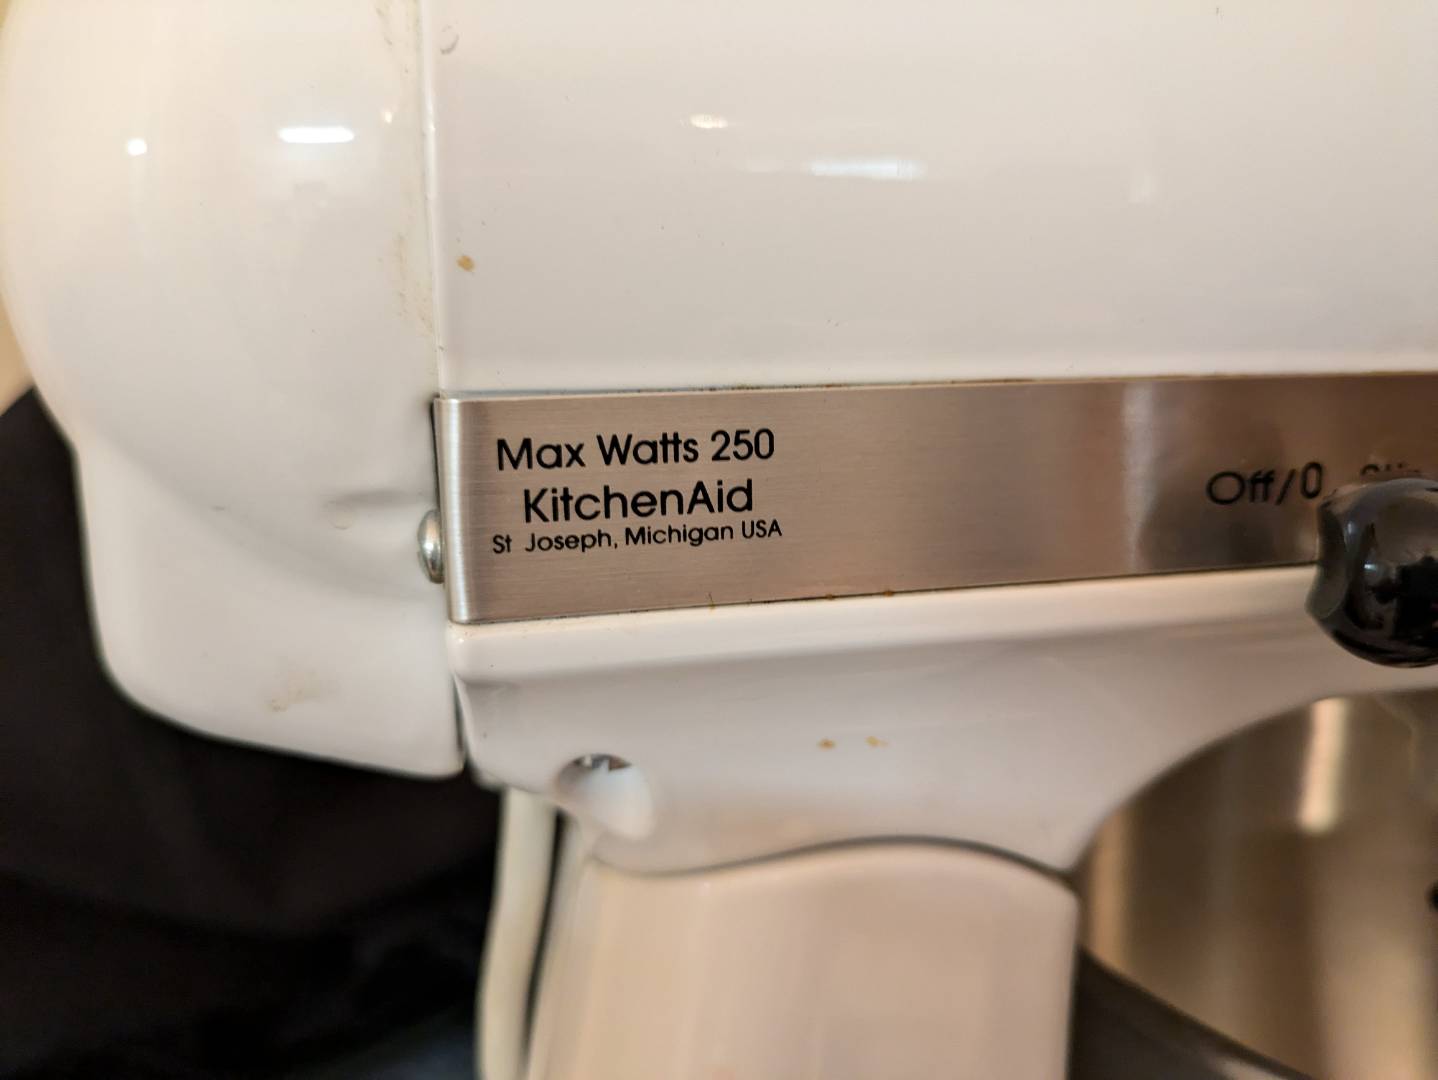 Max Watts 250
KitchenAid
St Joseph, Michigan USA
Off/0